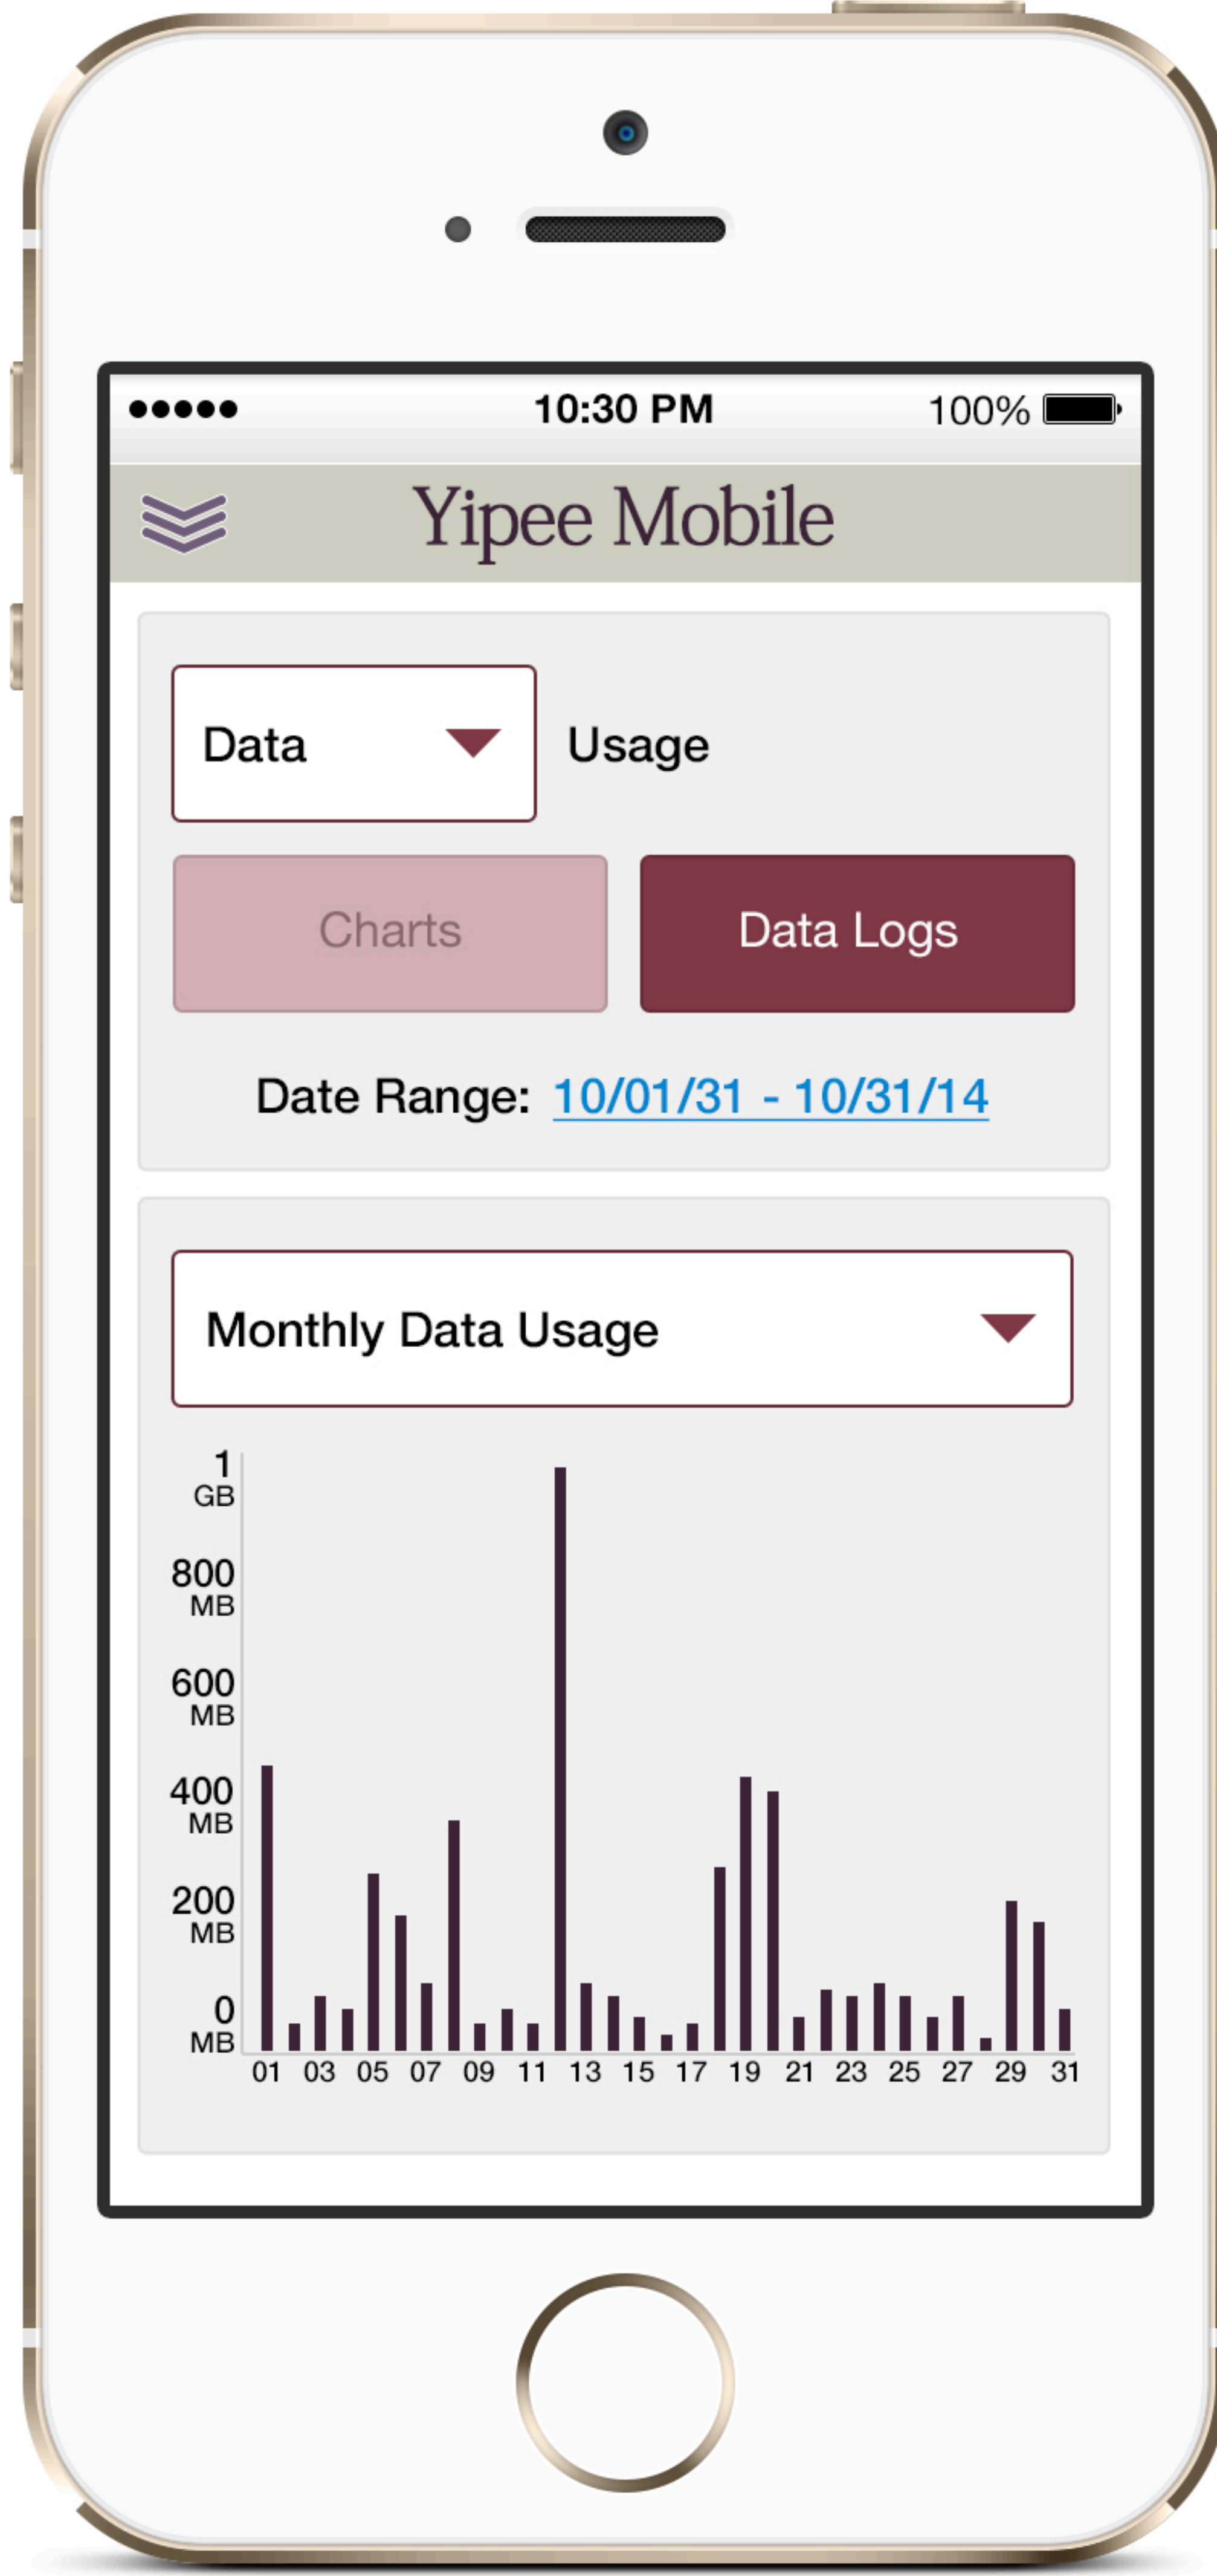 10:30 PM 100%
Yipee Mobile
Data Usage
Charts Data Logs
Date Range: 10/01/31 - 10/31/14
Monthly Data Usage
1
GB
800
MB
600
MB
400
MB
200
MB
0
MB
01 03 05 07 09 11 13 15 17 19 21 23 25 27 29 31